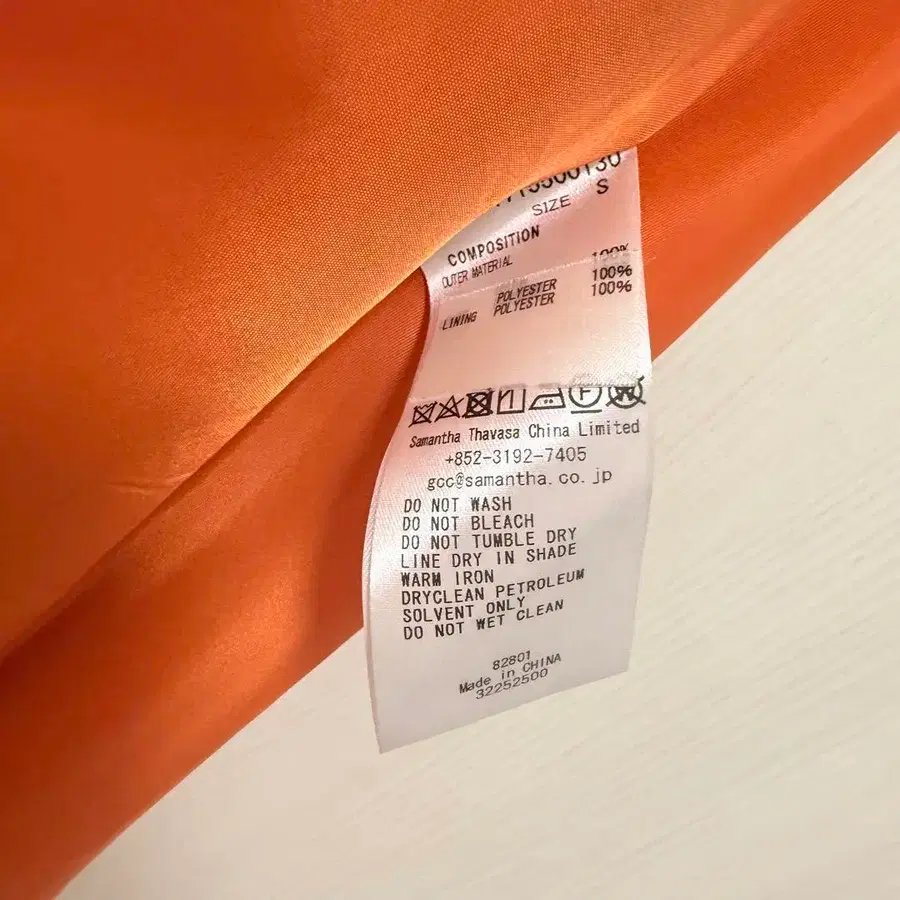 SIZE S
COMPOSITION
OUTER MATERIAL 100%
POLYESTER 100%
LINING POLYESTER 100%
Samantha Thavasa China Limited
+852-3192-7405
gcc@samantha.co.jp
DO NOT WASH
DO NOT BLEACH
DO NOT TUMBLE DRY
LINE DRY IN SHADE
WARM IRON
DRYCLEAN PETROLEUM
SOLVENT ONLY
DO NOT WET CLEAN
82801
Made in CHINA
32252500